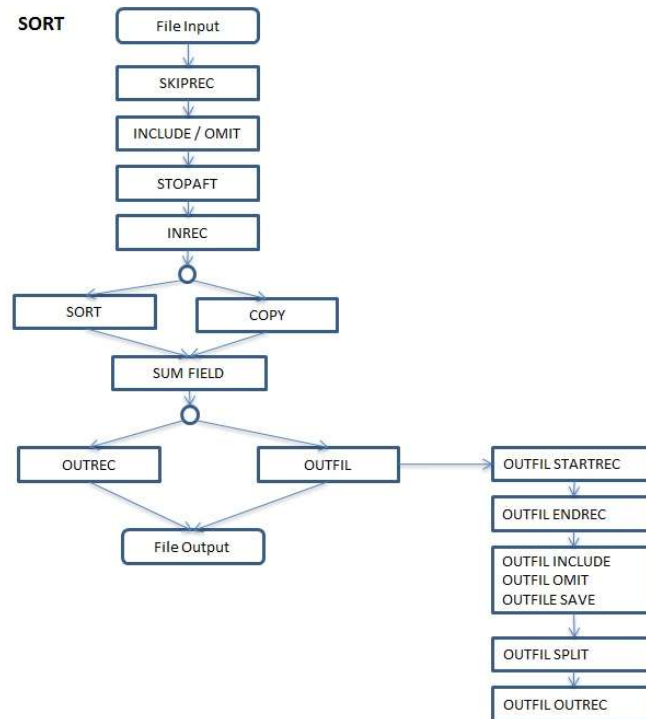 SORT
File Input
SKIPREC
INCLUDE / OMIT
STOPAFT
INREC
SORT
COPY
SUM FIELD
OUTREC
OUTFIL
File Output
OUTFIL STARTREC
OUTFIL ENDREC
OUTFIL INCLUDE
OUTFIL OMIT
OUTFILE SAVE
OUTFIL SPLIT
OUTFIL OUTREC